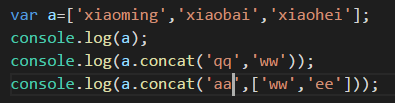 var a=['xiaoming','xiaobai','xiaohei'];
console.log(a);
console.log(a.concat('qq','ww'));
console.log(a.concat('aa',['ww','ee']));